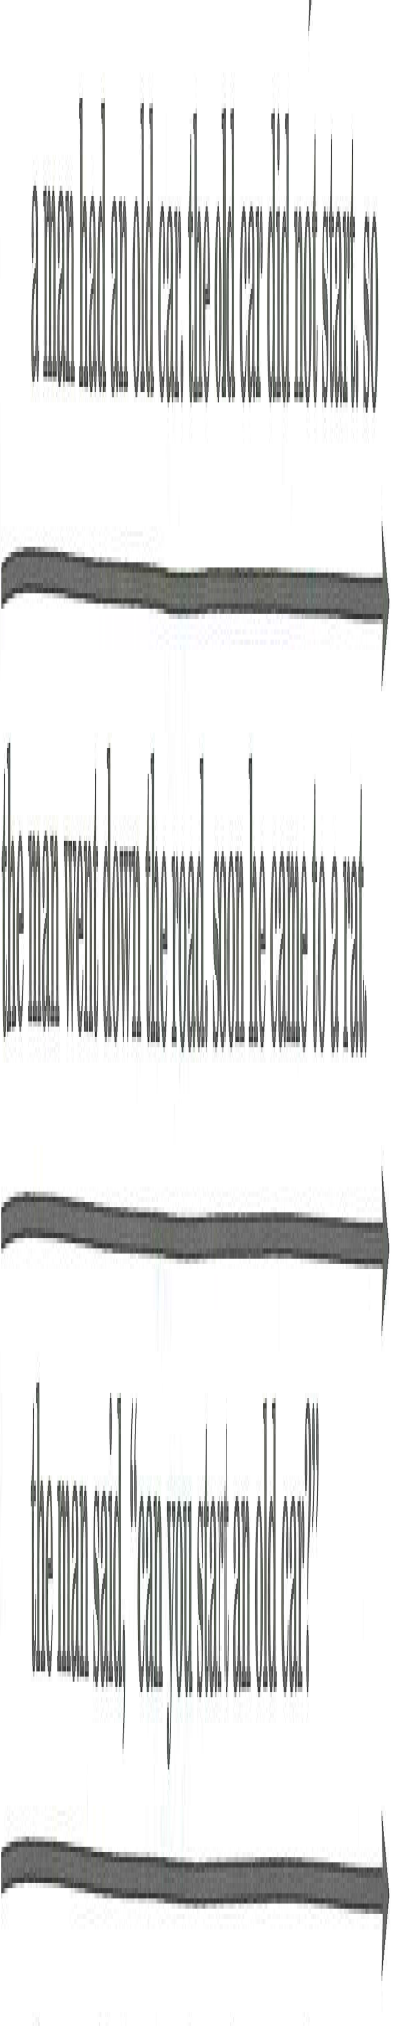 a man had an old car. the old car did not start. so
the man went down the road. soon he came to a rat.
the man said, "can you start an old car?"